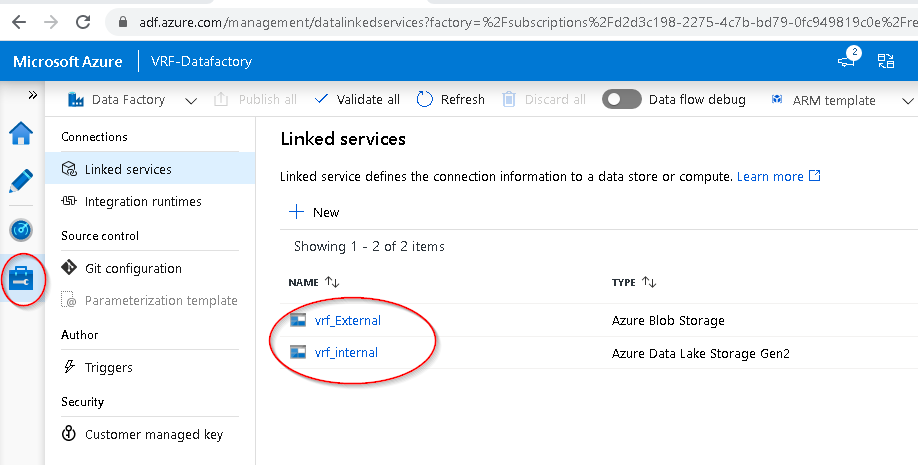 adf.azure.com/management/datalinkedservices?factory=%2Fsubscriptions%2Fd2d3c198-2275-4c7b-bd79-0fc949819c0e%2Fre
Microsoft Azure VRF-Datafactory 2
» Data Factory Publish all Validate all Refresh Discard all Data flow debug ARM template
Connections
Linked services
Integration runtimes
Source control
Git configuration
Parameterization template
Author
Triggers
Security
Customer managed key
Linked services
Linked service defines the connection information to a data store or compute. Learn more
+ New
Showing 1 - 2 of 2 items
NAME TYPE
vrf_External Azure Blob Storage
vrf_internal Azure Data Lake Storage Gen2